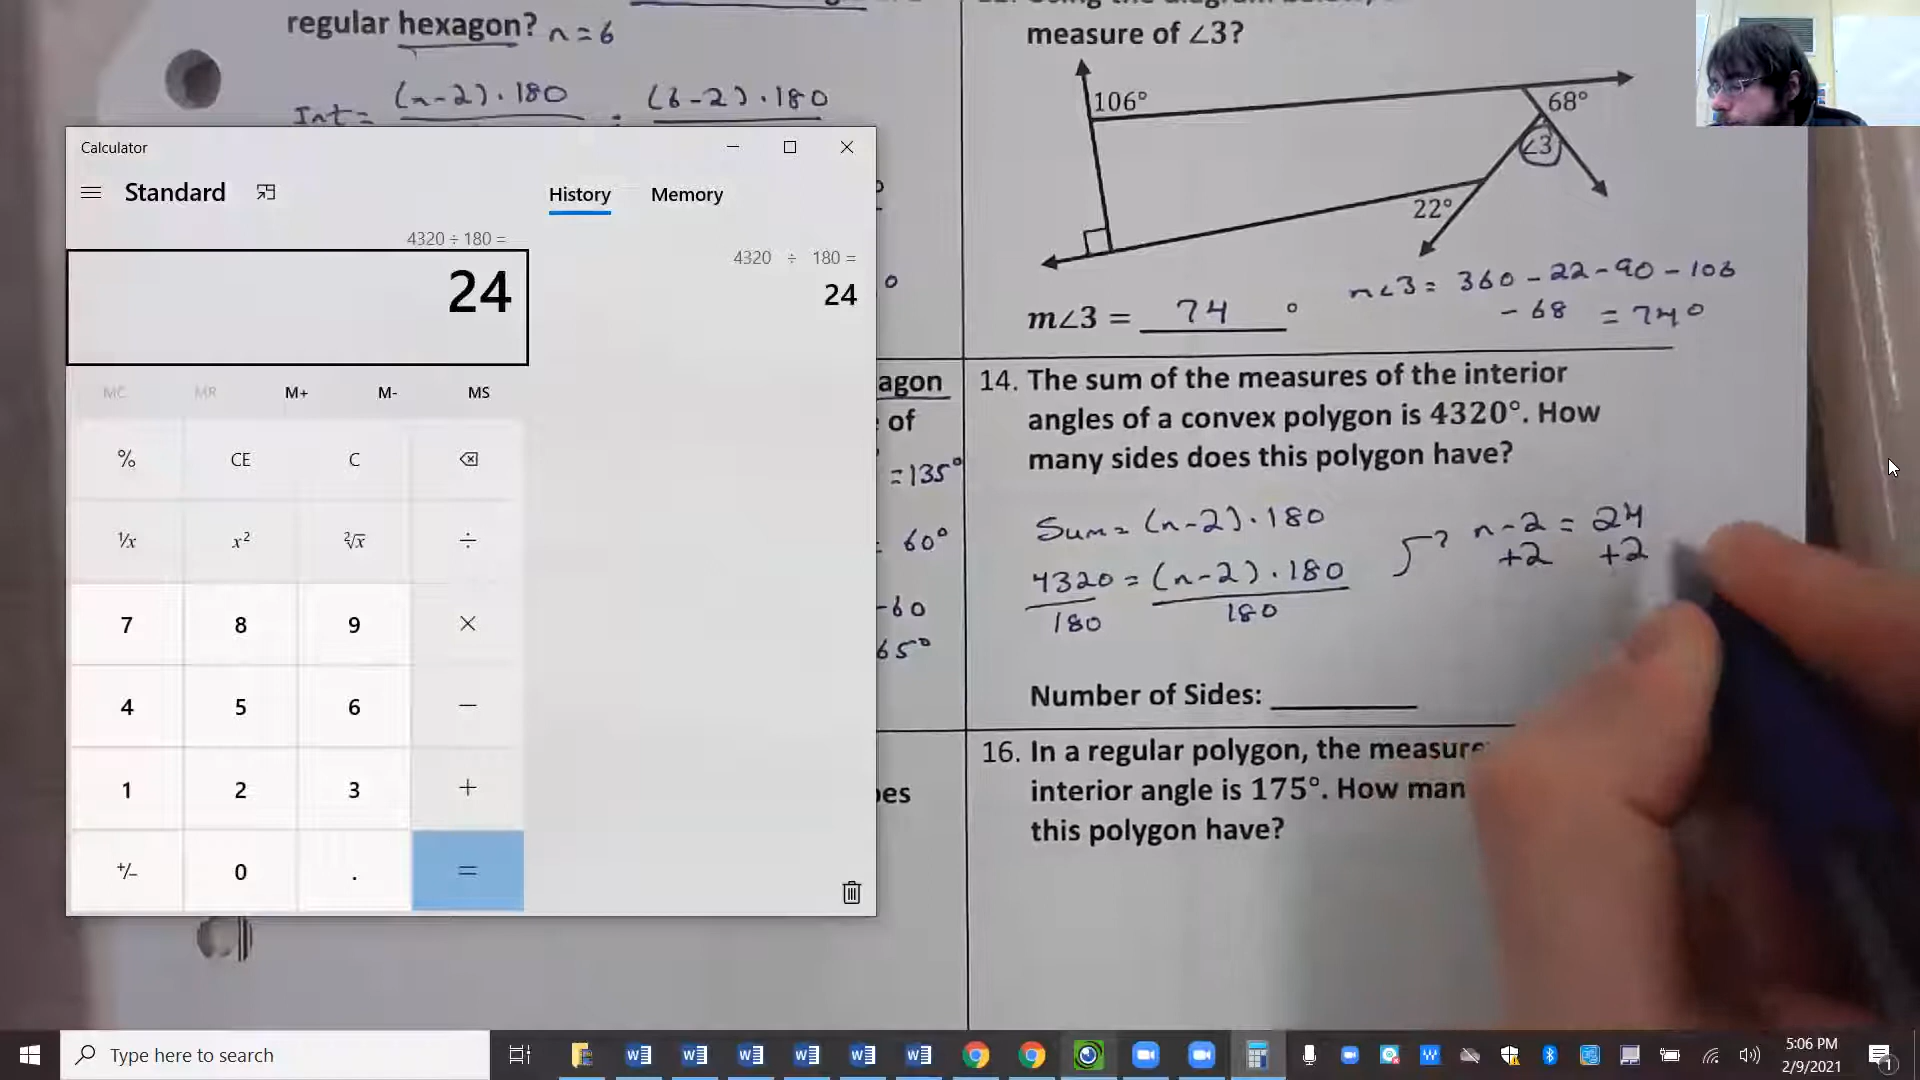 regular hexagon? n=6
Int = (n-2)·180 = (6-2)·180
measure of ∠3?
106°
68°
∠3
22°
m∠3 = 360-22-90-106
-68 = 74°
m∠3 = 74 °
Calculator
Standard
History
Memory
4320 ÷ 180 =
24
4320 ÷ 180 =
24
MC MR M+ M- MS
% CE C
¹/x x² ²√x ÷
7 8 9 ×
4 5 6 −
1 2 3 +
+/- 0 . =
agon
of
=135°
= 60°
-60
65°
14. The sum of the measures of the interior
angles of a convex polygon is 4320°. How
many sides does this polygon have?
Sum = (n-2)·180
4320 = (n-2)·180
180 180
n-2 = 24
+2 +2
Number of Sides:
16. In a regular polygon, the measure
interior angle is 175°. How man
this polygon have?
Type here to search
5:06 PM
2/9/2021
1